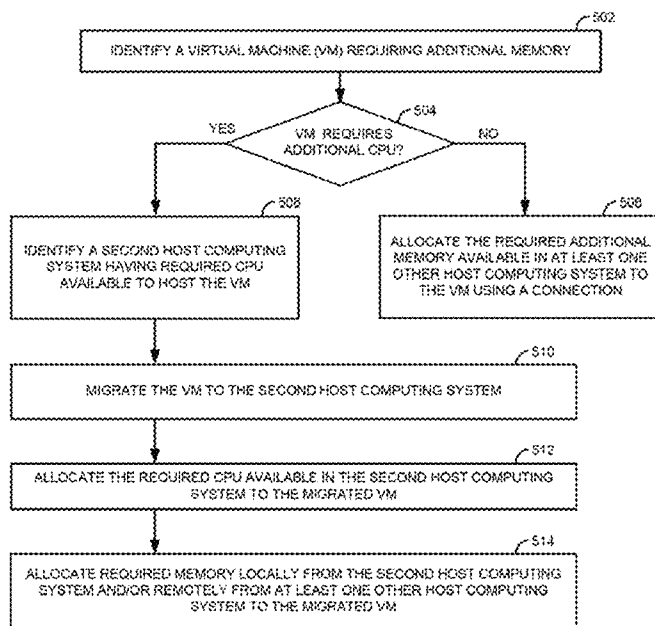 502
IDENTIFY A VIRTUAL MACHINE (VM) REQUIRING ADDITIONAL MEMORY
504
YES
VM REQUIRES
ADDITIONAL CPU?
NO
508
IDENTIFY A SECOND HOST COMPUTING
SYSTEM HAVING REQUIRED CPU
AVAILABLE TO HOST THE VM
506
ALLOCATE THE REQUIRED ADDITIONAL
MEMORY AVAILABLE IN AT LEAST ONE
OTHER HOST COMPUTING SYSTEM TO
THE VM USING A CONNECTION
510
MIGRATE THE VM TO THE SECOND HOST COMPUTING SYSTEM
512
ALLOCATE THE REQUIRED CPU AVAILABLE IN THE SECOND HOST COMPUTING
SYSTEM TO THE MIGRATED VM
514
ALLOCATE REQUIRED MEMORY LOCALLY FROM THE SECOND HOST COMPUTING
SYSTEM AND/OR REMOTELY FROM AT LEAST ONE OTHER HOST COMPUTING
SYSTEM TO THE MIGRATED VM